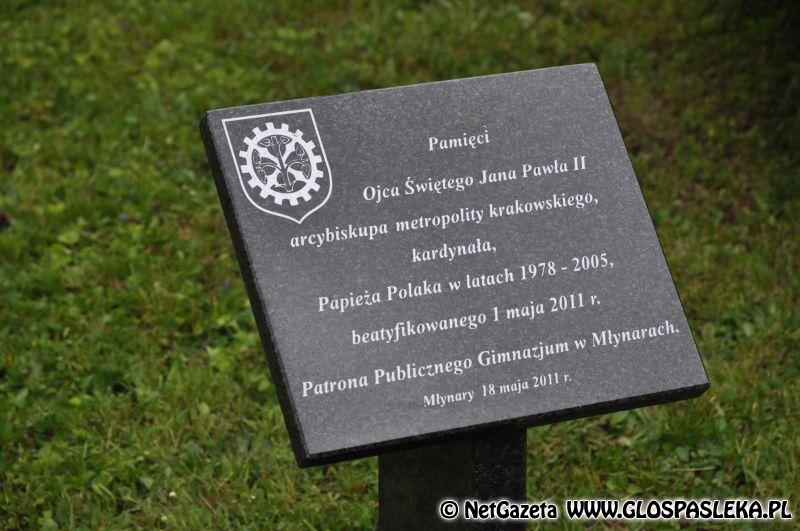 Pamięci
Ojca Świętego Jana Pawła II
arcybiskupa metropolity krakowskiego,
kardynała,
Papieża Polaka w latach 1978 - 2005,
beatyfikowanego 1 maja 2011 r.
Patrona Publicznego Gimnazjum w Młynarach.
Młynary 18 maja 2011 r.
© NetGazeta WWW.GLOSPASLEKA.PL